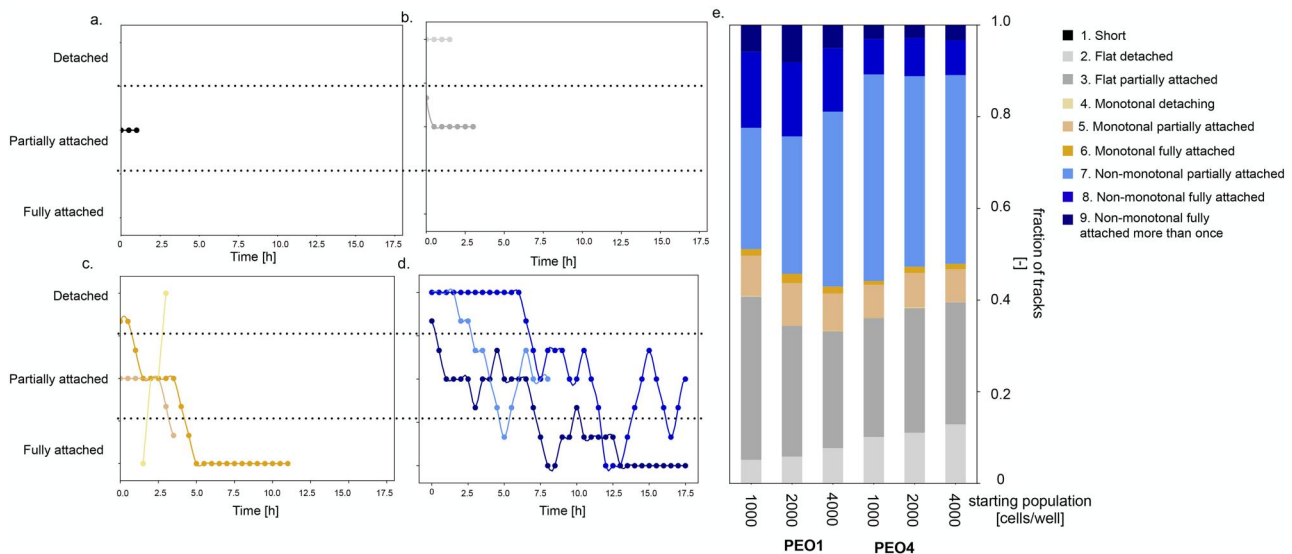 a.
Detached
Partially attached
Fully attached
0 2.5 5.0 7.5 10.0 12.5 15.0 17.5
Time [h]
b.
0 2.5 5.0 7.5 10.0 12.5 15.0 17.5
Time [h]
c.
Detached
Partially attached
Fully attached
0.0 2.5 5.0 7.5 10.0 12.5 15.0 17.5
Time [h]
d.
0 2.5 5.0 7.5 10.0 12.5 15.0 17.5
Time [h]
e.
1.0
0.8
0.6
0.4
0.2
0
fraction of tracks
[-]
1000 2000 4000 1000 2000 4000
starting population
[cells/well]
PEO1 PEO4
1. Short
2. Flat detached
3. Flat partially attached
4. Monotonal detaching
5. Monotonal partially attached
6. Monotonal fully attached
7. Non-monotonal partially attached
8. Non-monotonal fully attached
9. Non-monotonal fully
attached more than once